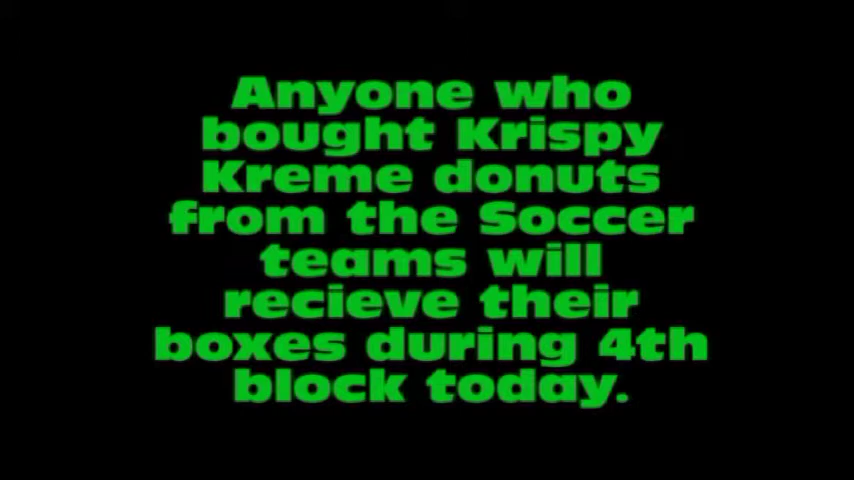 Anyone who
bought Krispy
Kreme donuts
from the Soccer
teams will
recieve their
boxes during 4th
block today.